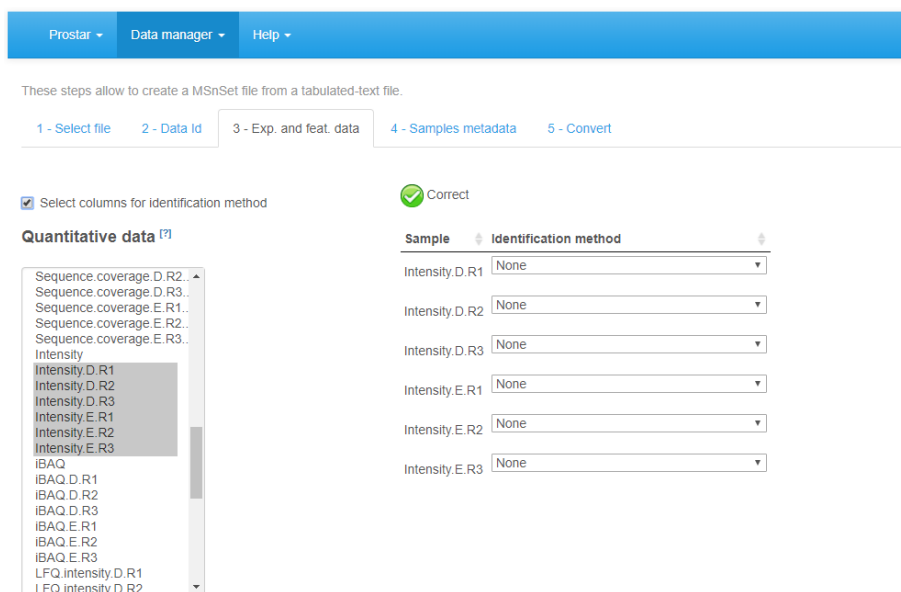 Prostar Data manager Help
These steps allow to create a MSnSet file from a tabulated-text file.
1 - Select file 2 - Data Id 3 - Exp. and feat. data 4 - Samples metadata 5 - Convert
Select columns for identification method
Quantitative data [?]
Sequence.coverage.D.R2..
Sequence.coverage.D.R3..
Sequence.coverage.E.R1..
Sequence.coverage.E.R2..
Sequence.coverage.E.R3..
Intensity
Intensity.D.R1
Intensity.D.R2
Intensity.D.R3
Intensity.E.R1
Intensity.E.R2
Intensity.E.R3
iBAQ
iBAQ.D.R1
iBAQ.D.R2
iBAQ.D.R3
iBAQ.E.R1
iBAQ.E.R2
iBAQ.E.R3
LFQ.intensity.D.R1
LFQ.intensity.D.R2
Correct
Sample Identification method
Intensity.D.R1 None
Intensity.D.R2 None
Intensity.D.R3 None
Intensity.E.R1 None
Intensity.E.R2 None
Intensity.E.R3 None